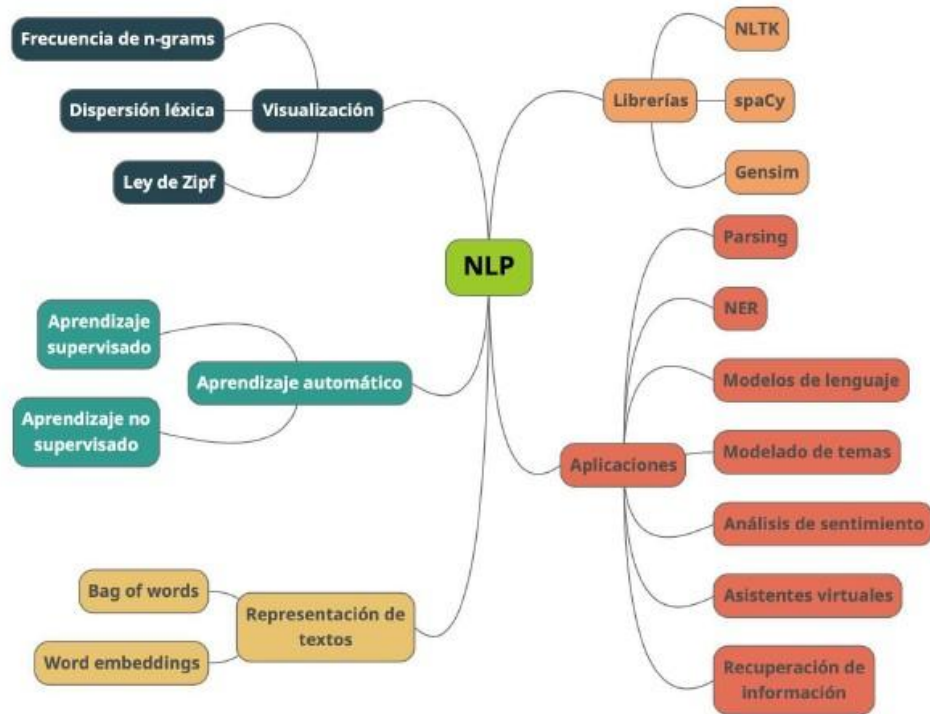 NLP
Visualización
Frecuencia de n-grams
Dispersión léxica
Ley de Zipf
Aprendizaje automático
Aprendizaje
supervisado
Aprendizaje no
supervisado
Representación de
textos
Bag of words
Word embeddings
Librerías
NLTK
spaCy
Gensim
Aplicaciones
Parsing
NER
Modelos de lenguaje
Modelado de temas
Análisis de sentimiento
Asistentes virtuales
Recuperación de
información